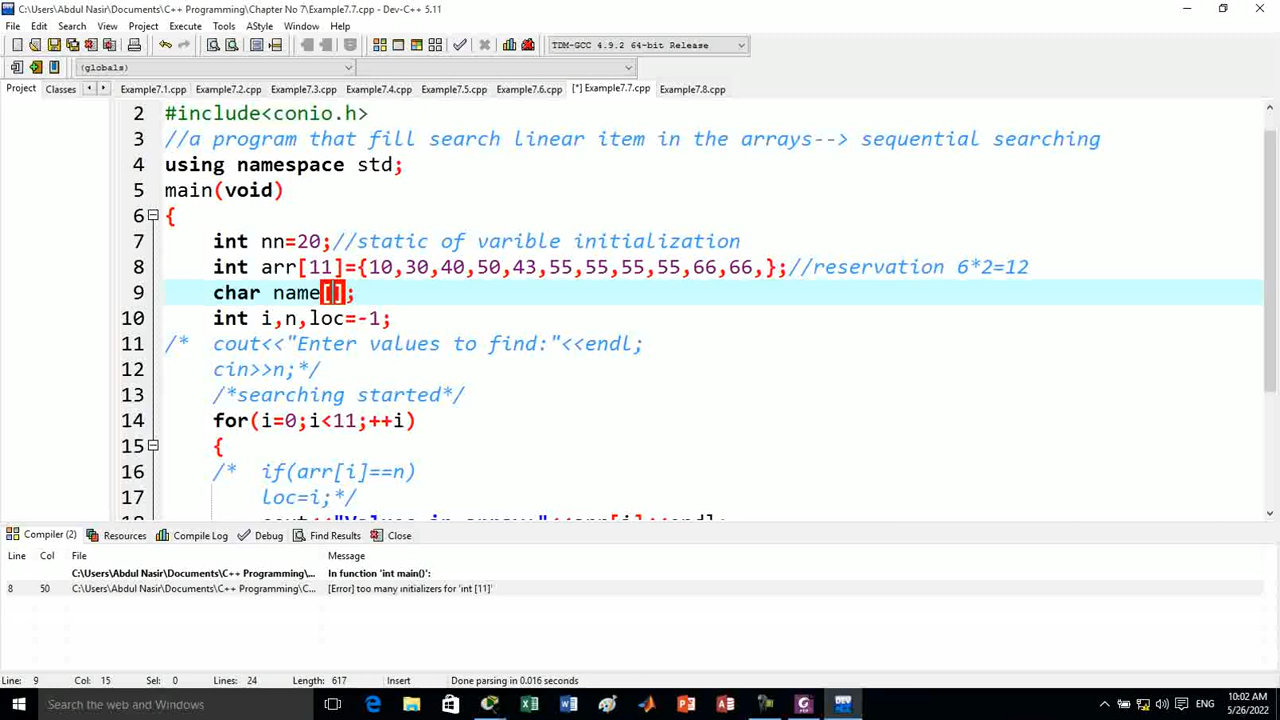 C:\Users\Abdul Nasir\Documents\C++ Programming\Chapter No 7\Example7.7.cpp - Dev-C++ 5.11
File Edit Search View Project Execute Tools AStyle Window Help
TDM-GCC 4.9.2 64-bit Release
(globals)
Project Classes Example7.1.cpp Example7.2.cpp Example7.3.cpp Example7.4.cpp Example7.5.cpp Example7.6.cpp [*] Example7.7.cpp Example7.8.cpp
2 #include<conio.h>
3 //a program that fill search linear item in the arrays--> sequential searching
4 using namespace std;
5 main(void)
6 {
7 int nn=20;//static of varible initialization
8 int arr[11]={10,30,40,50,43,55,55,55,55,66,66,};//reservation 6*2=12
9 char name[];
10 int i,n,loc=-1;
11 /* cout<<"Enter values to find:"<<endl;
12 cin>>n;*/
13 /*searching started*/
14 for(i=0;i<11;++i)
15 {
16 /* if(arr[i]==n)
17 loc=i;*/
Compiler (2) Resources Compile Log Debug Find Results Close
Line Col File Message
C:\Users\Abdul Nasir\Documents\C++ Programming\... In function 'int main()':
8 50 C:\Users\Abdul Nasir\Documents\C++ Programming\C... [Error] too many initializers for 'int [11]'
Line: 9 Col: 15 Sel: 0 Lines: 24 Length: 617 Insert Done parsing in 0.016 seconds
Search the web and Windows
ENG
10:02 AM
5/26/2022